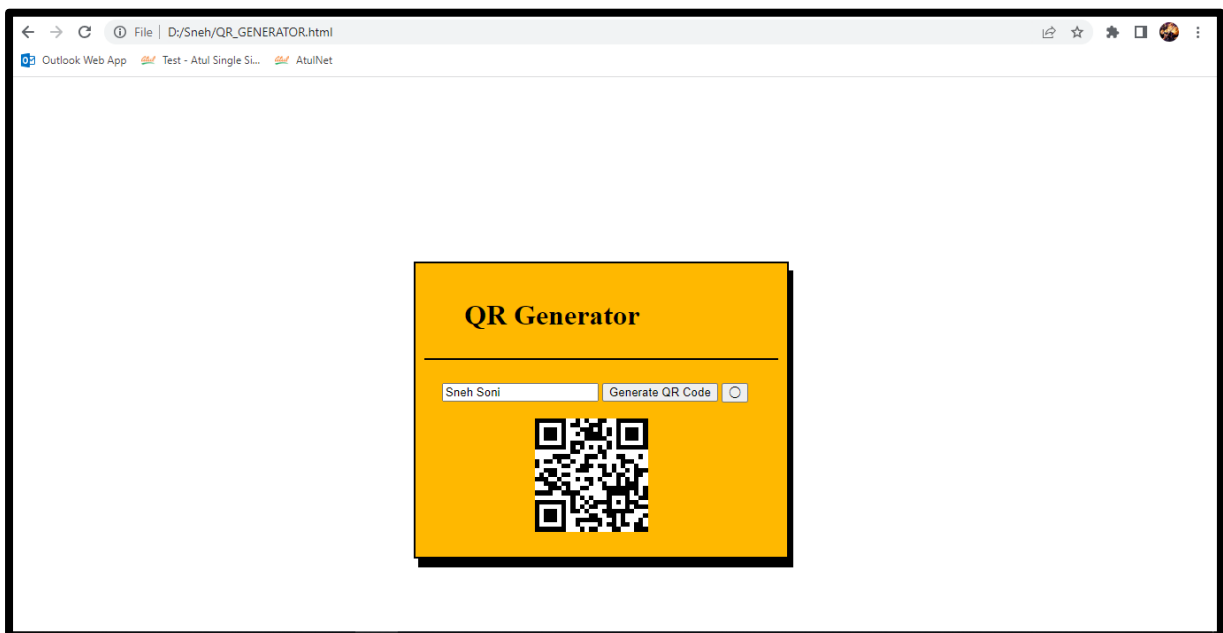 File | D:/Sneh/QR_GENERATOR.html
Outlook Web App Test - Atul Single Si... AtulNet
QR Generator
Sneh Soni Generate QR Code